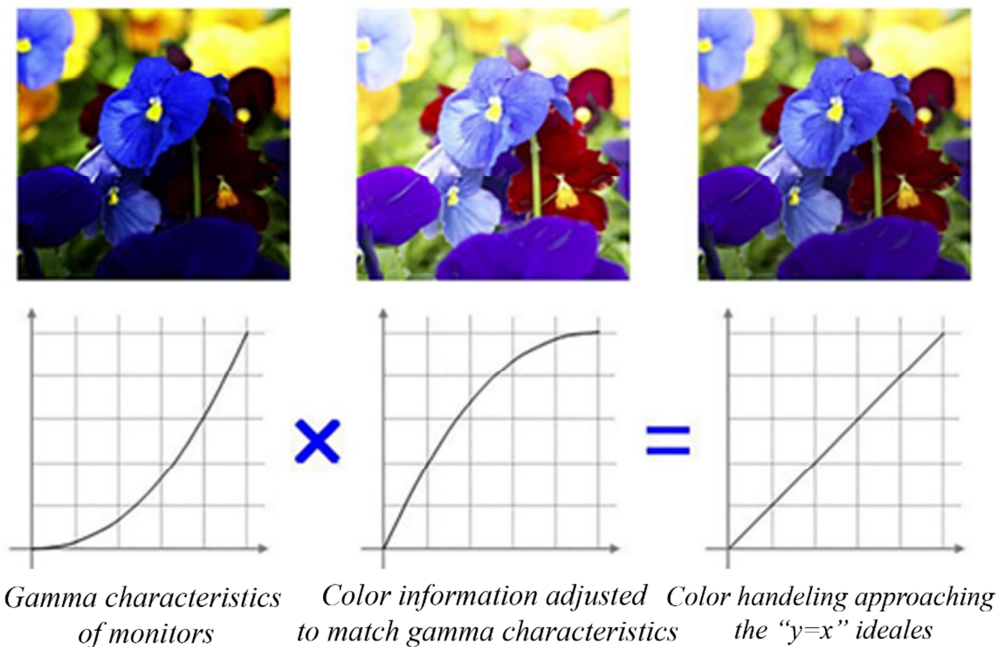 ×
=
Gamma characteristics
of monitors
Color information adjusted
to match gamma characteristics
Color handeling approaching
the “y=x” ideales